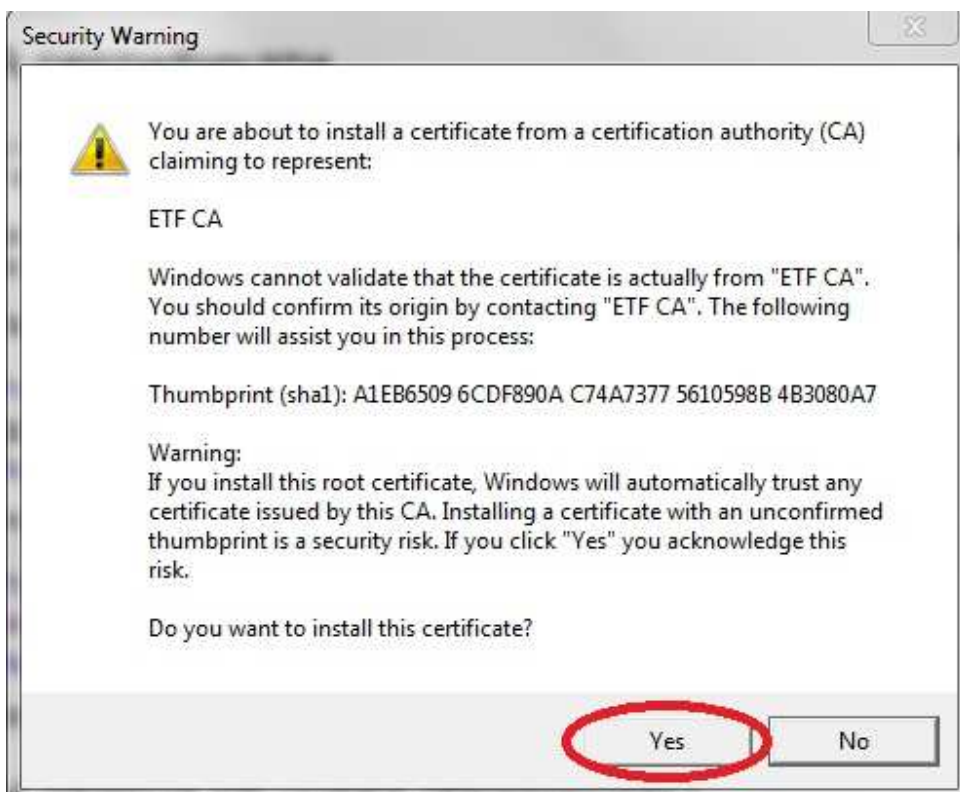 Security Warning
You are about to install a certificate from a certification authority (CA)
claiming to represent:
ETF CA
Windows cannot validate that the certificate is actually from "ETF CA".
You should confirm its origin by contacting "ETF CA". The following
number will assist you in this process:
Thumbprint (sha1): A1EB6509 6CDF890A C74A7377 5610598B 4B3080A7
Warning:
If you install this root certificate, Windows will automatically trust any
certificate issued by this CA. Installing a certificate with an unconfirmed
thumbprint is a security risk. If you click "Yes" you acknowledge this
risk.
Do you want to install this certificate?
Yes No